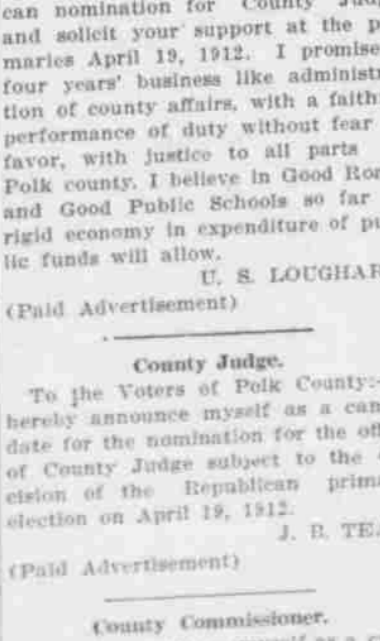 can nomination for County Jud
and solicit your support at the p
maries April 19, 1912. I promise
four years' business like administ
tion of county affairs, with a faith
performance of duty without fear
favor, with justice to all parts
Polk county. I believe in Good Roa
and Good Public Schools so far
rigid economy in expenditure of pu
lic funds will allow.
U. S. LOUGHAR
(Paid Advertisement)
County Judge.
To the Voters of Polk County:-
hereby announce myself as a can
date for the nomination for the off
of County Judge subject to the
cision of the Republican prima
election on April 19, 1912.
J. B. TE
(Paid Advertisement)
County Commissioner.